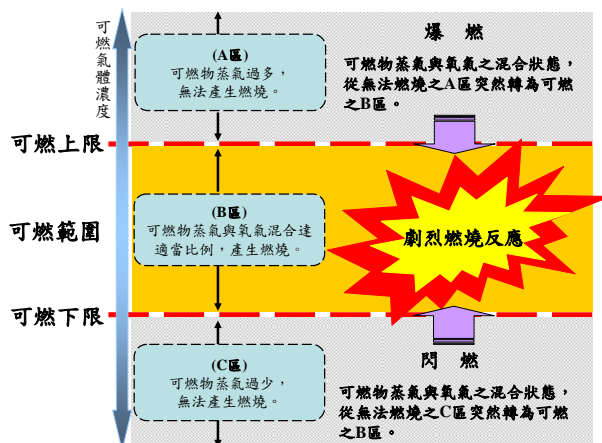 可燃氣體濃度
(A區)
可燃物蒸氣過多，
無法產生燃燒。
爆 燃
可燃物蒸氣與氧氣之混合狀態，
從無法燃燒之A區突然轉為可燃
之B區。
可燃上限
可燃範圍
(B區)
可燃物蒸氣與氧氣混合達
適當比例，產生燃燒。
劇烈燃燒反應
可燃下限
(C區)
可燃物蒸氣過少，
無法產生燃燒。
閃 燃
可燃物蒸氣與氧氣之混合狀態，
從無法燃燒之C區突然轉為可燃
之B區。